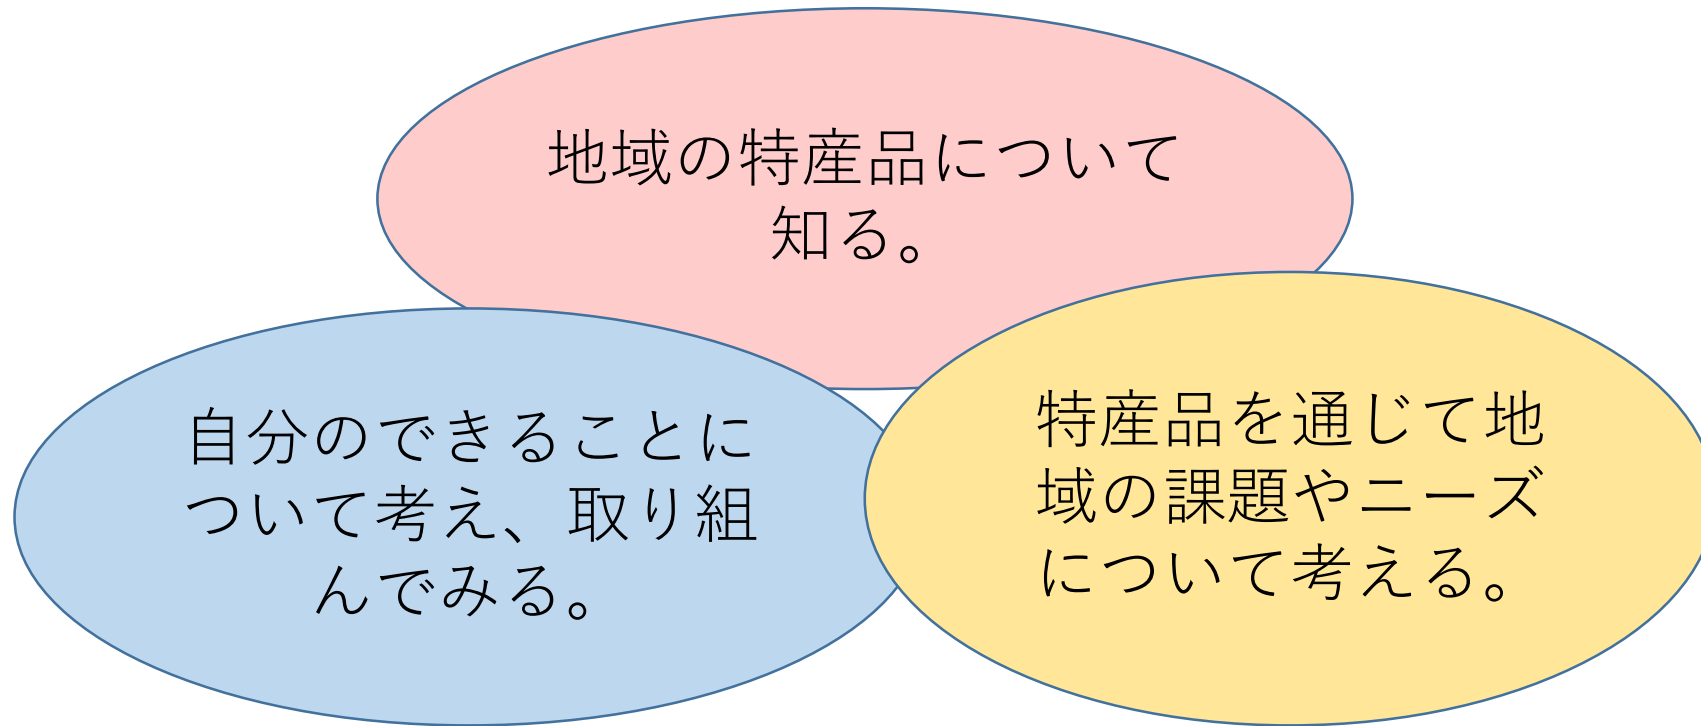 地域の特産品について
知る。
自分のできることに
ついて考え、取り組
んでみる。
特産品を通じて地
域の課題やニーズ
について考える。